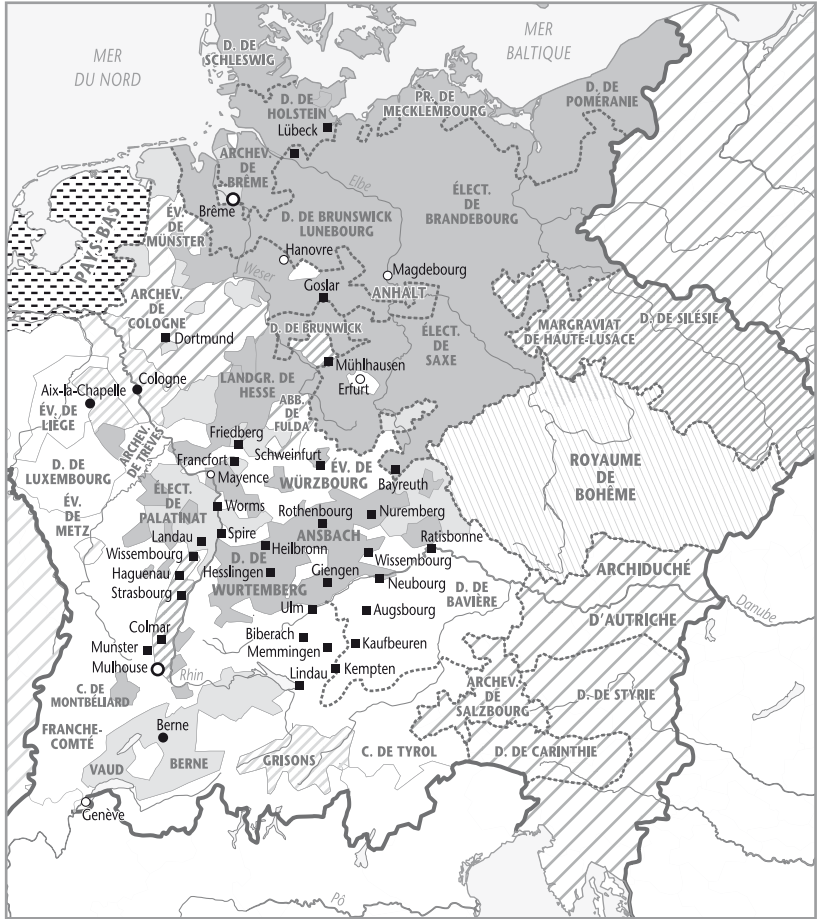 MER
DU NORD
MER
BALTIQUE
D. DE
SCHLESWIG
D. DE
HOLSTEIN
Lübeck
PR. DE
MECKLEMBOURG
D. DE
POMÉRANIE
ARCHEV.
DE
BRÊME
Brême
Elbe
ÉLECT.
DE
BRANDEBOURG
PAYS-BAS
ÉV.
DE
MÜNSTER
D. DE BRUNSWICK
LUNEBOURG
Hanovre
Weser
Magdebourg
Goslar
ANHALT
ARCHEV.
DE
COLOGNE
Dortmund
D. DE BRUNWICK
ÉLECT.
DE
SAXE
MARGRAVIAT
DE HAUTE-LUSACE
D. DE SILÉSIE
Mühlhausen
Erfurt
LANDGR. DE
HESSE
Aix-la-Chapelle
Cologne
ÉV. DE
LIÈGE
ABB.
DE
FULDA
ARCHEV.
DE TRÈVES
Friedberg
Francfort
Schweinfurt
Mayence
ÉV. DE
WÜRZBOURG
Bayreuth
ROYAUME
DE
BOHÊME
D. DE
LUXEMBOURG
ÉV.
DE
METZ
ÉLECT.
DE
PALATINAT
Worms
Rothenbourg
Nuremberg
Spire
ANSBACH
Ratisbonne
Landau
Heilbronn
Wissembourg
Wissembourg
D. DE
WURTEMBERG
Haguenau
Hesslingen
Giengen
Neubourg
Strasbourg
D. DE
BAVIÈRE
ARCHIDUCHÉ
D'AUTRICHE
Danube
Ulm
Augsbourg
Colmar
Biberach
Munster
Memmingen
Kaufbeuren
Mulhouse
Rhin
Lindau
Kempten
C. DE
MONTBÉLIARD
ARCHEV.
DE
SALZBOURG
D. DE STYRIE
FRANCHE-
COMTÉ
Berne
VAUD
BERNE
GRISONS
C. DE TYROL
D. DE CARINTHIE
Genève
Pô